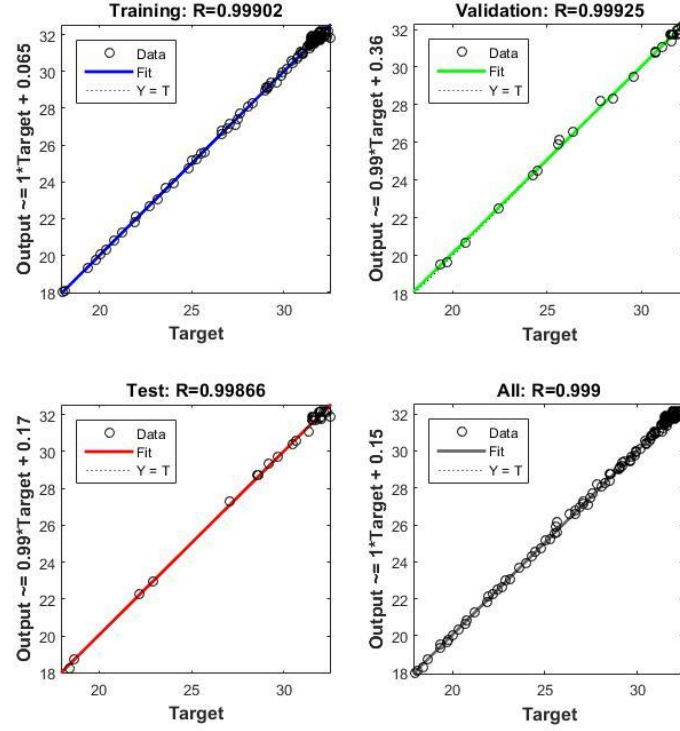 Training: R=0.99902
Output ~= 1*Target + 0.065
32
30
28
26
24
22
20
18
Data
Fit
Y = T
20
25
30
Target
Validation: R=0.99925
Output ~= 0.99*Target + 0.36
32
30
28
26
24
22
20
18
Data
Fit
Y = T
20
25
30
Target
Test: R=0.99866
Output ~= 0.99*Target + 0.17
32
30
28
26
24
22
20
18
Data
Fit
Y = T
20
25
30
Target
All: R=0.999
Output ~= 1*Target + 0.15
32
30
28
26
24
22
20
18
Data
Fit
Y = T
20
25
30
Target